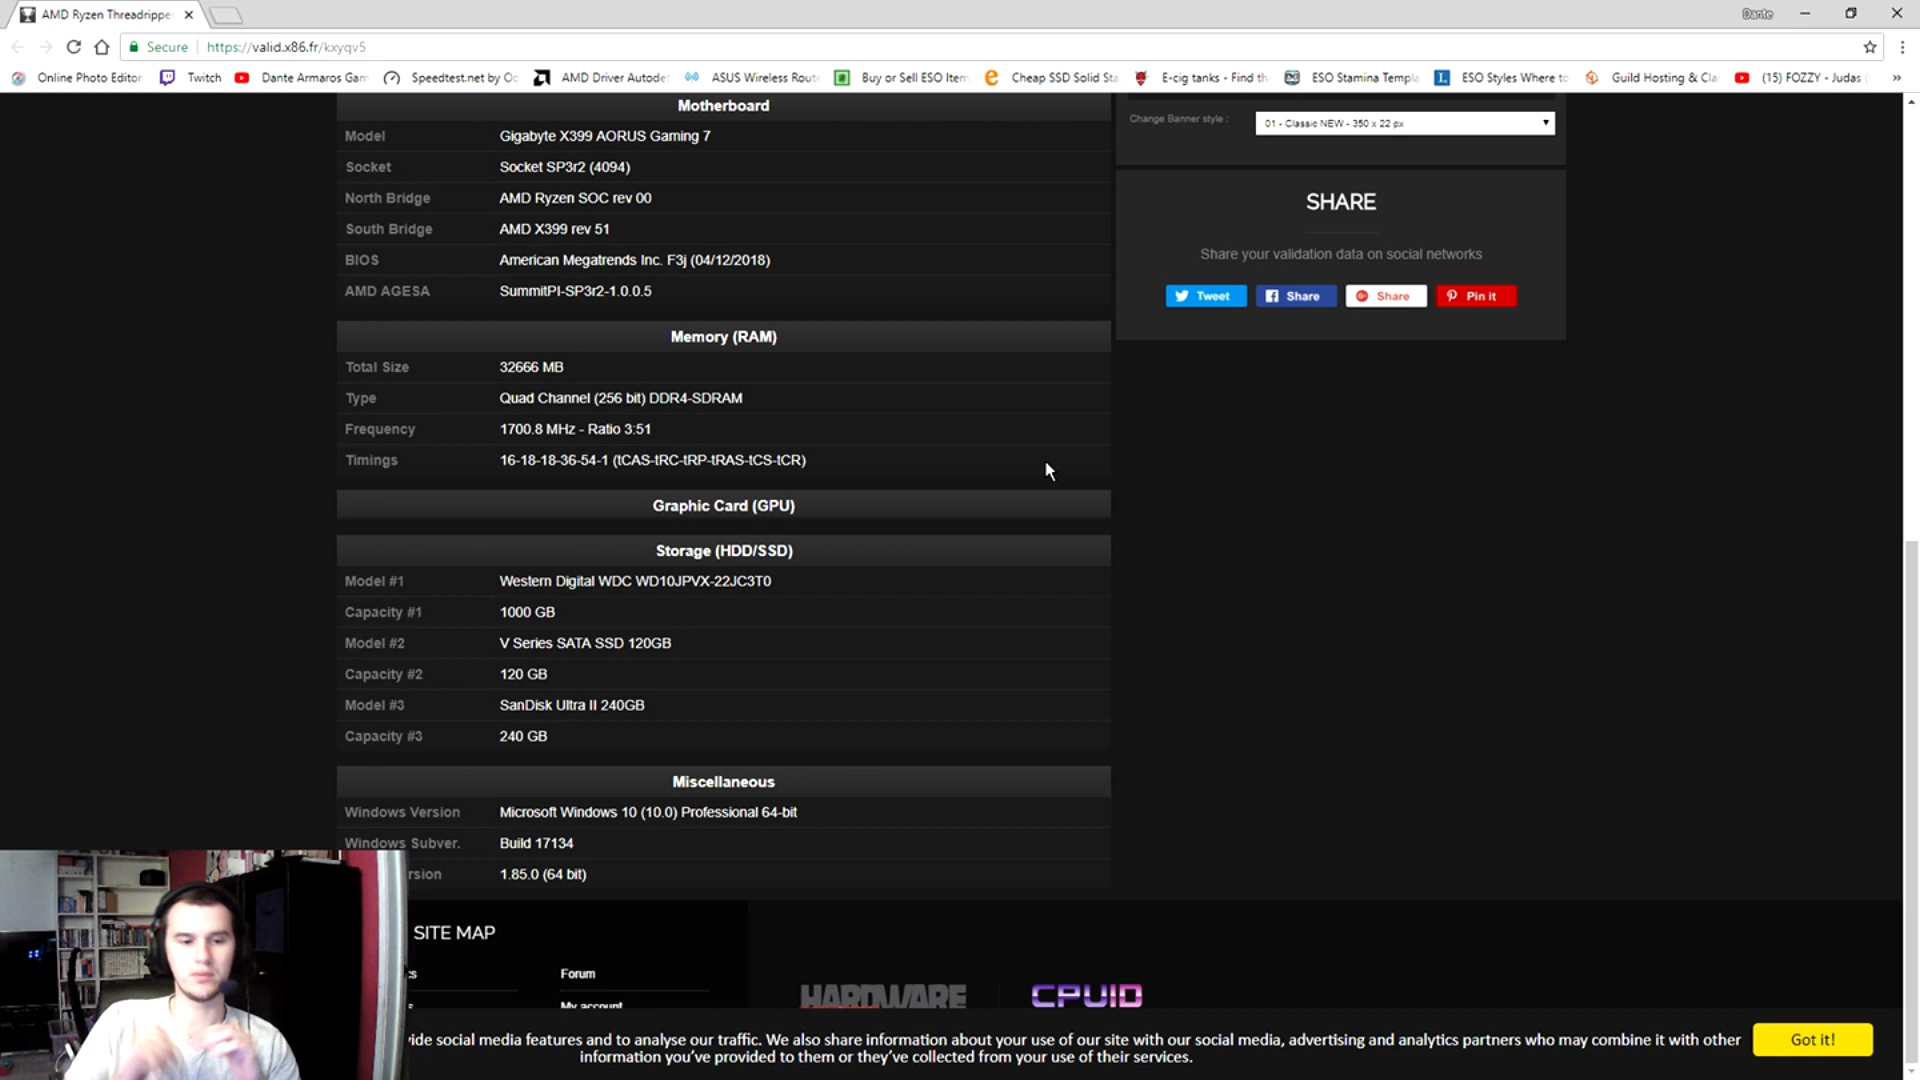 AMD Ryzen Threadripper
Dante
Secure | https://valid.x86.fr/kxyqv5
Online Photo Editor Twitch Dante Armaros Gam Speedtest.net by Oo AMD Driver Autodet ASUS Wireless Rout Buy or Sell ESO Item Cheap SSD Solid Sta E-cig tanks - Find th ESO Stamina Templa ESO Styles Where to Guild Hosting & Cla (15) FOZZY - Judas »
Motherboard
Model Gigabyte X399 AORUS Gaming 7
Socket Socket SP3r2 (4094)
North Bridge AMD Ryzen SOC rev 00
South Bridge AMD X399 rev 51
BIOS American Megatrends Inc. F3j (04/12/2018)
AMD AGESA SummitPI-SP3r2-1.0.0.5
Memory (RAM)
Total Size 32666 MB
Type Quad Channel (256 bit) DDR4-SDRAM
Frequency 1700.8 MHz - Ratio 3:51
Timings 16-18-18-36-54-1 (tCAS-tRC-tRP-tRAS-tCS-tCR)
Graphic Card (GPU)
Storage (HDD/SSD)
Model #1 Western Digital WDC WD10JPVX-22JC3T0
Capacity #1 1000 GB
Model #2 V Series SATA SSD 120GB
Capacity #2 120 GB
Model #3 SanDisk Ultra II 240GB
Capacity #3 240 GB
Miscellaneous
Windows Version Microsoft Windows 10 (10.0) Professional 64-bit
Windows Subver. Build 17134
rsion 1.85.0 (64 bit)
Change Banner style :
01 - Classic NEW - 350 x 22 px
SHARE
Share your validation data on social networks
Tweet Share Share Pin it
SITE MAP
Forum
My account
HARDWARE
CPUID
vide social media features and to analyse our traffic. We also share information about your use of our site with our social media, advertising and analytics partners who may combine it with other
information you've provided to them or they've collected from your use of their services.
Got it!